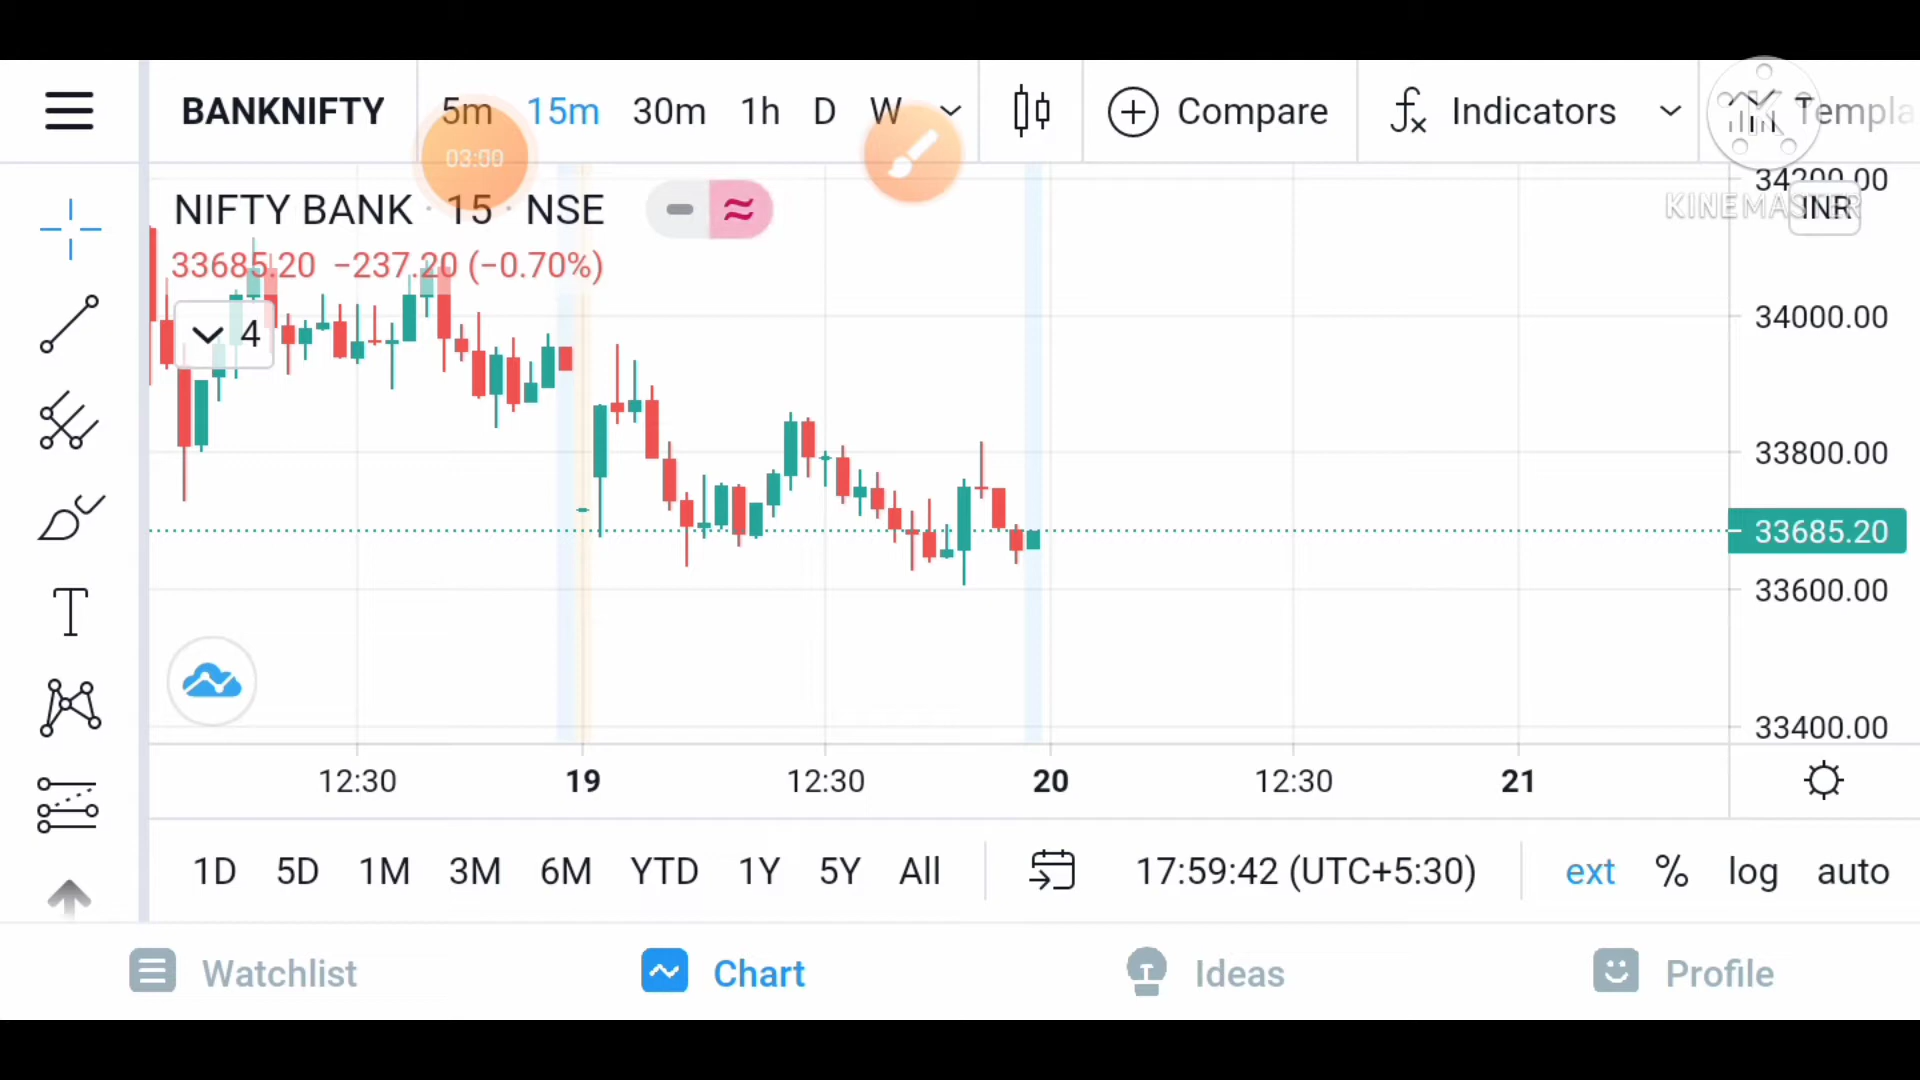 BANKNIFTY 5m 15m 30m 1h D W Compare Indicators Templa
03:00
NIFTY BANK · 15 · NSE
33685.20 −237.20 (−0.70%)
4
KINEMASTER
INR
34200.00
34000.00
33800.00
33685.20
33600.00
33400.00
12:30 19 12:30 20 12:30 21
1D 5D 1M 3M 6M YTD 1Y 5Y All 17:59:42 (UTC+5:30) ext % log auto
Watchlist Chart Ideas Profile